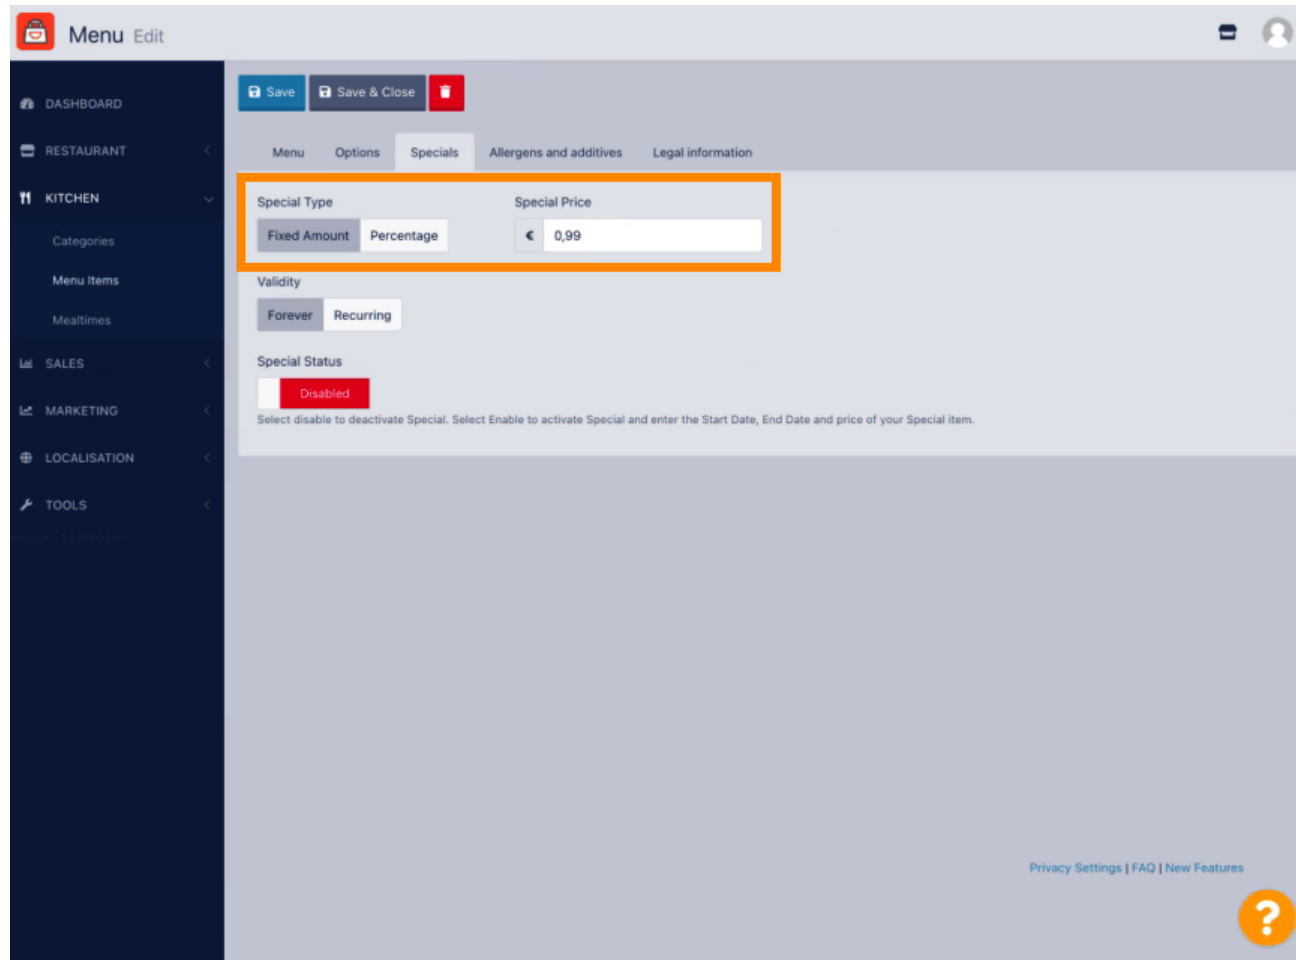 Menu Edit
DASHBOARD
RESTAURANT
KITCHEN
Categories
Menu Items
Mealtimes
SALES
MARKETING
LOCALISATION
TOOLS
Save
Save & Close
Menu
Options
Specials
Allergens and additives
Legal information
Special Type
Special Price
Fixed Amount
Percentage
€ 0,99
Validity
Forever
Recurring
Special Status
Disabled
Select disable to deactivate Special. Select Enable to activate Special and enter the Start Date, End Date and price of your Special item.
Privacy Settings | FAQ | New Features
?